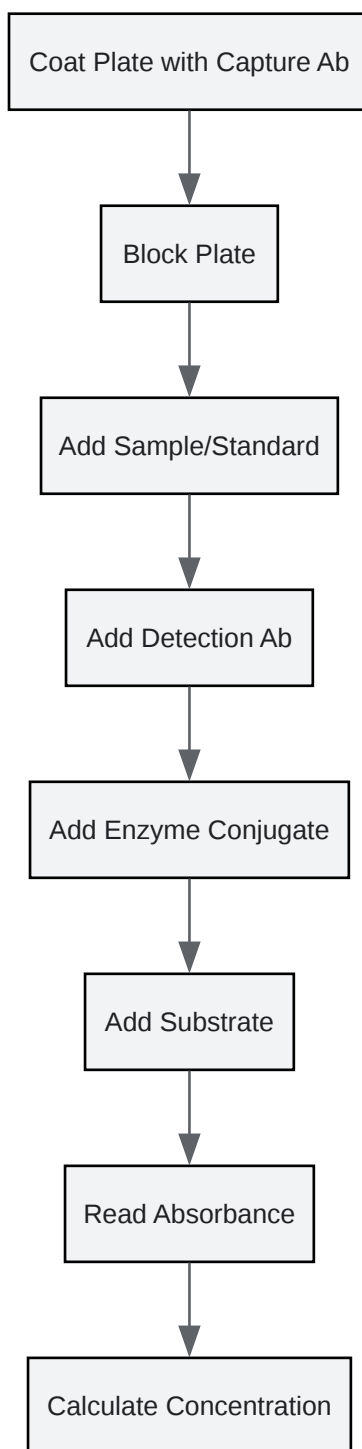 Coat Plate with Capture Ab
Block Plate
Add Sample/Standard
Add Detection Ab
Add Enzyme Conjugate
Add Substrate
Read Absorbance
Calculate Concentration